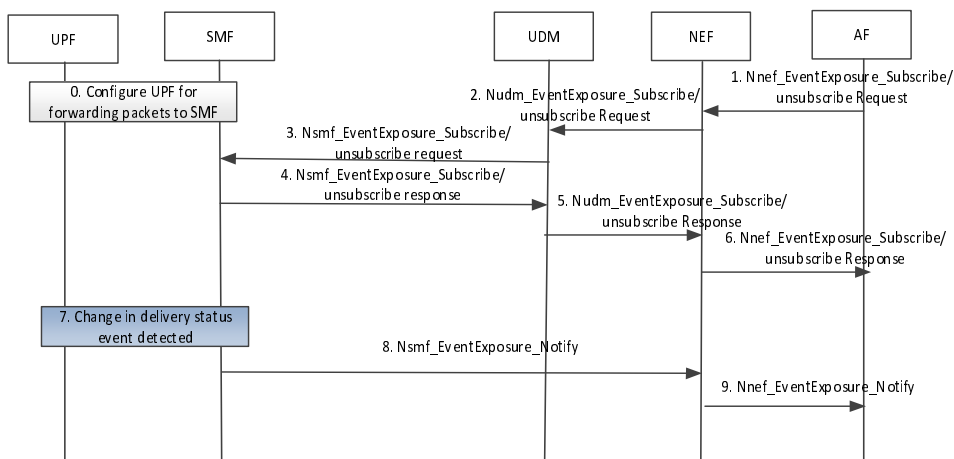 UPF
SMF
UDM
NEF
AF
0. Configure UPF for
forwarding packets to SMF
1. Nnef_EventExposure_Subscribe/
unsubscribe Request
2. Nudm_EventExposure_Subscribe/
unsubscribe Request
3. Nsmf_EventExposure_Subscribe/
unsubscribe request
4. Nsmf_EventExposure_Subscribe/
unsubscribe response
5. Nudm_EventExposure_Subscribe/
unsubscribe Response
6. Nnef_EventExposure_Subscribe/
unsubscribe Response
7. Change in delivery status
event detected
8. Nsmf_EventExposure_Notify
9. Nnef_EventExposure_Notify